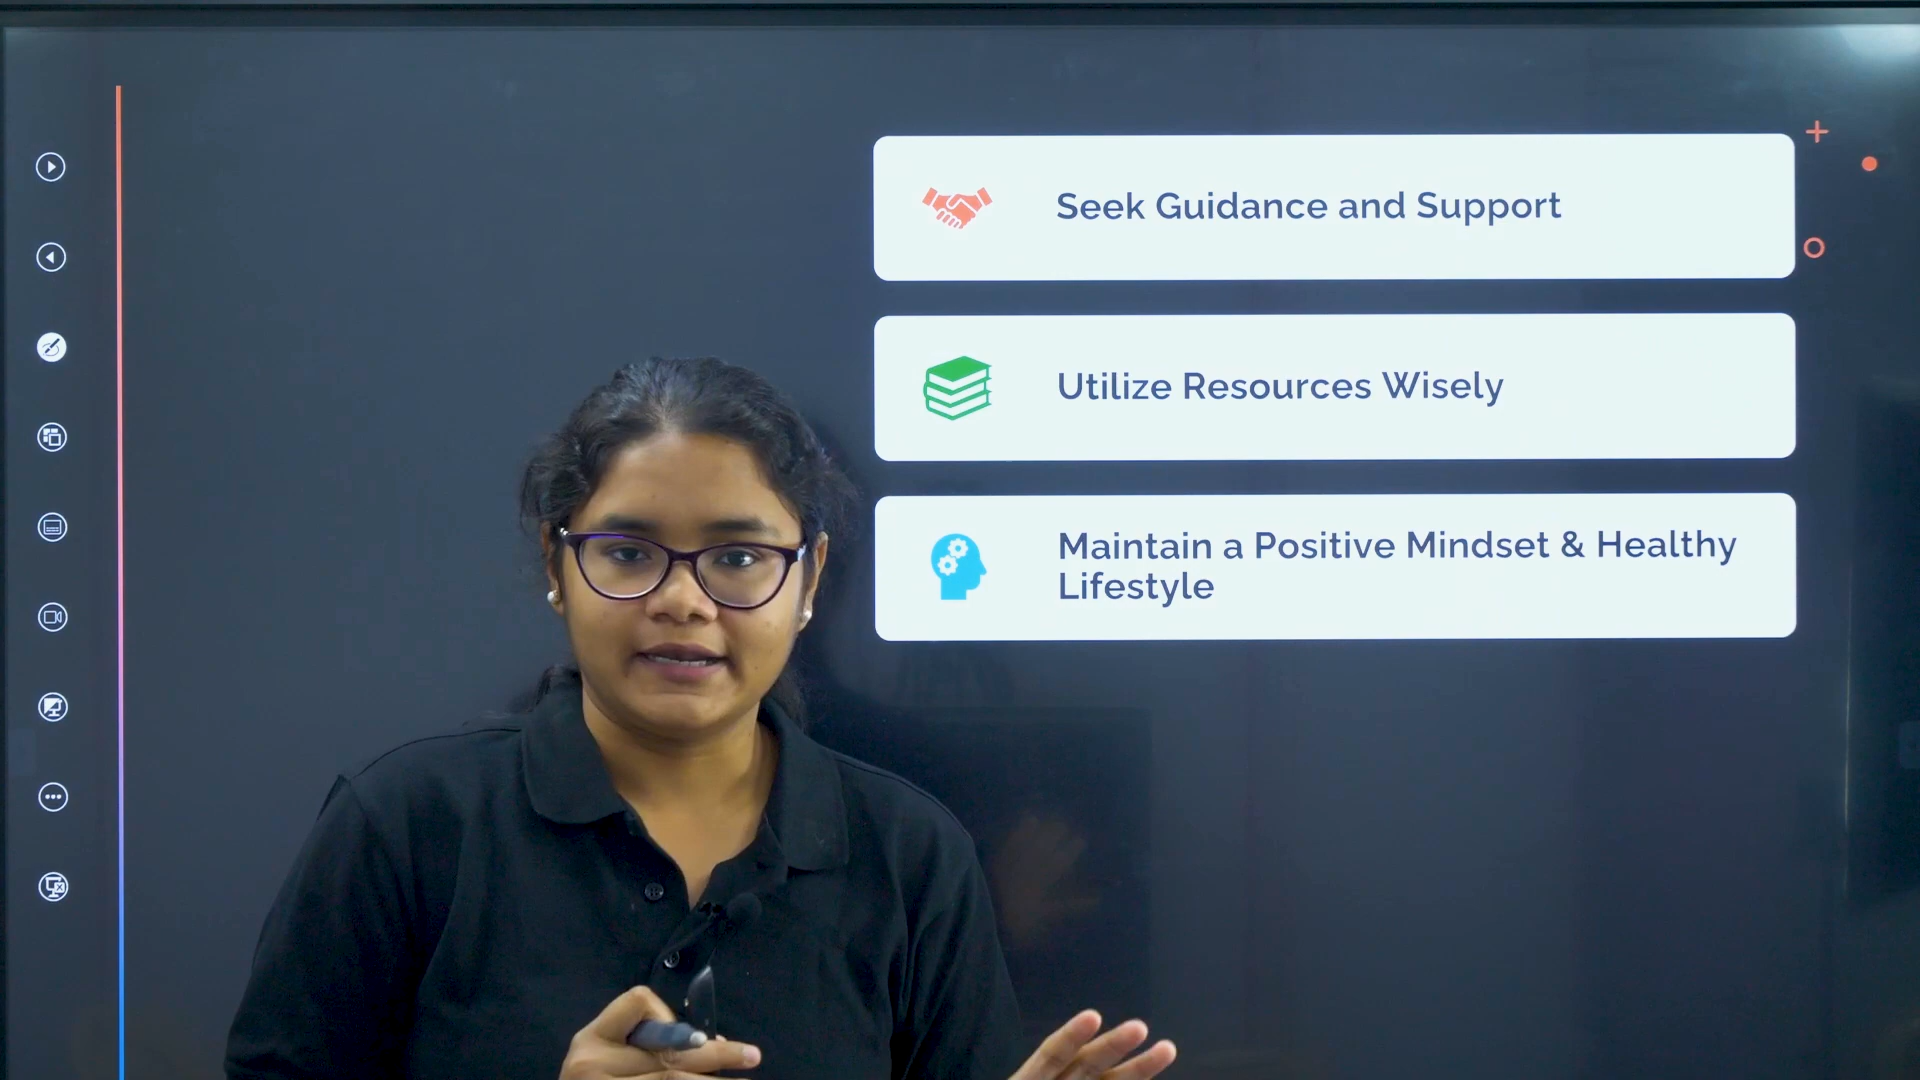 Seek Guidance and Support
Utilize Resources Wisely
Maintain a Positive Mindset & Healthy
Lifestyle